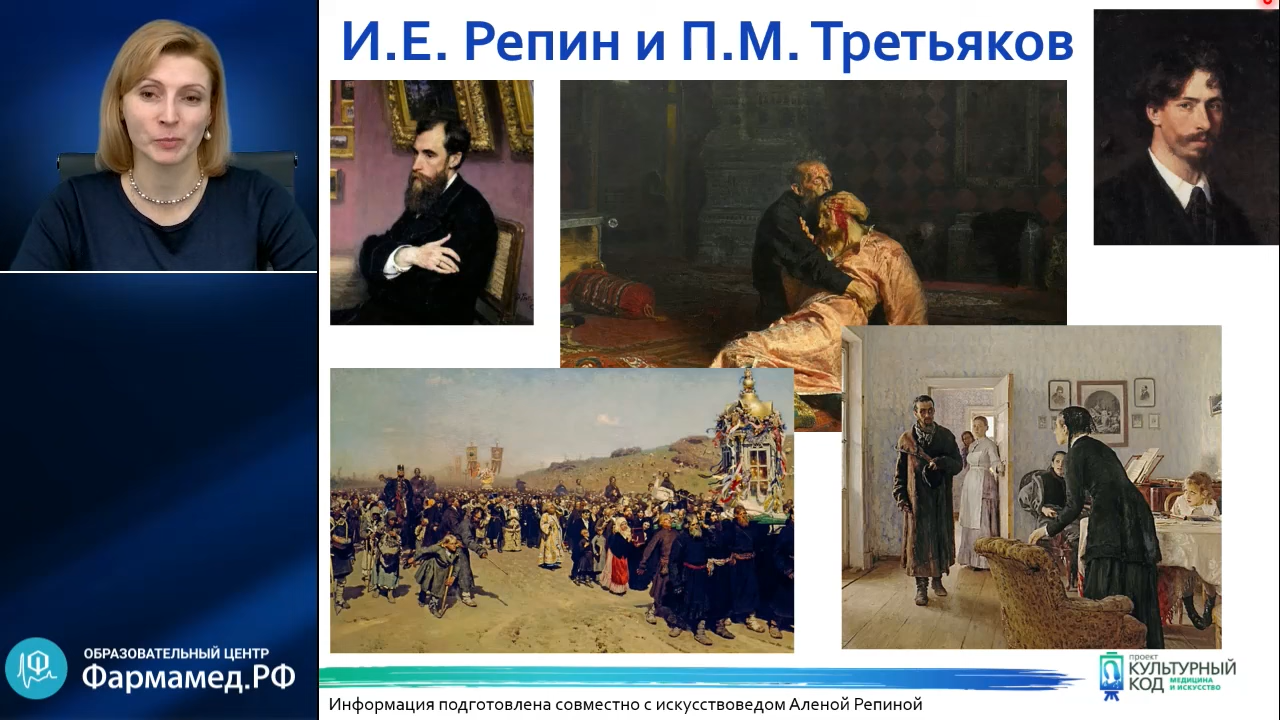 И.Е. Репин и П.М. Третьяков
ОБРАЗОВАТЕЛЬНЫЙ ЦЕНТР
Фармамед.РФ
проект
КУЛЬТУРНЫЙ
КОД МЕДИЦИНА
И ИСКУССТВО
Информация подготовлена совместно с искусствоведом Аленой Репиной